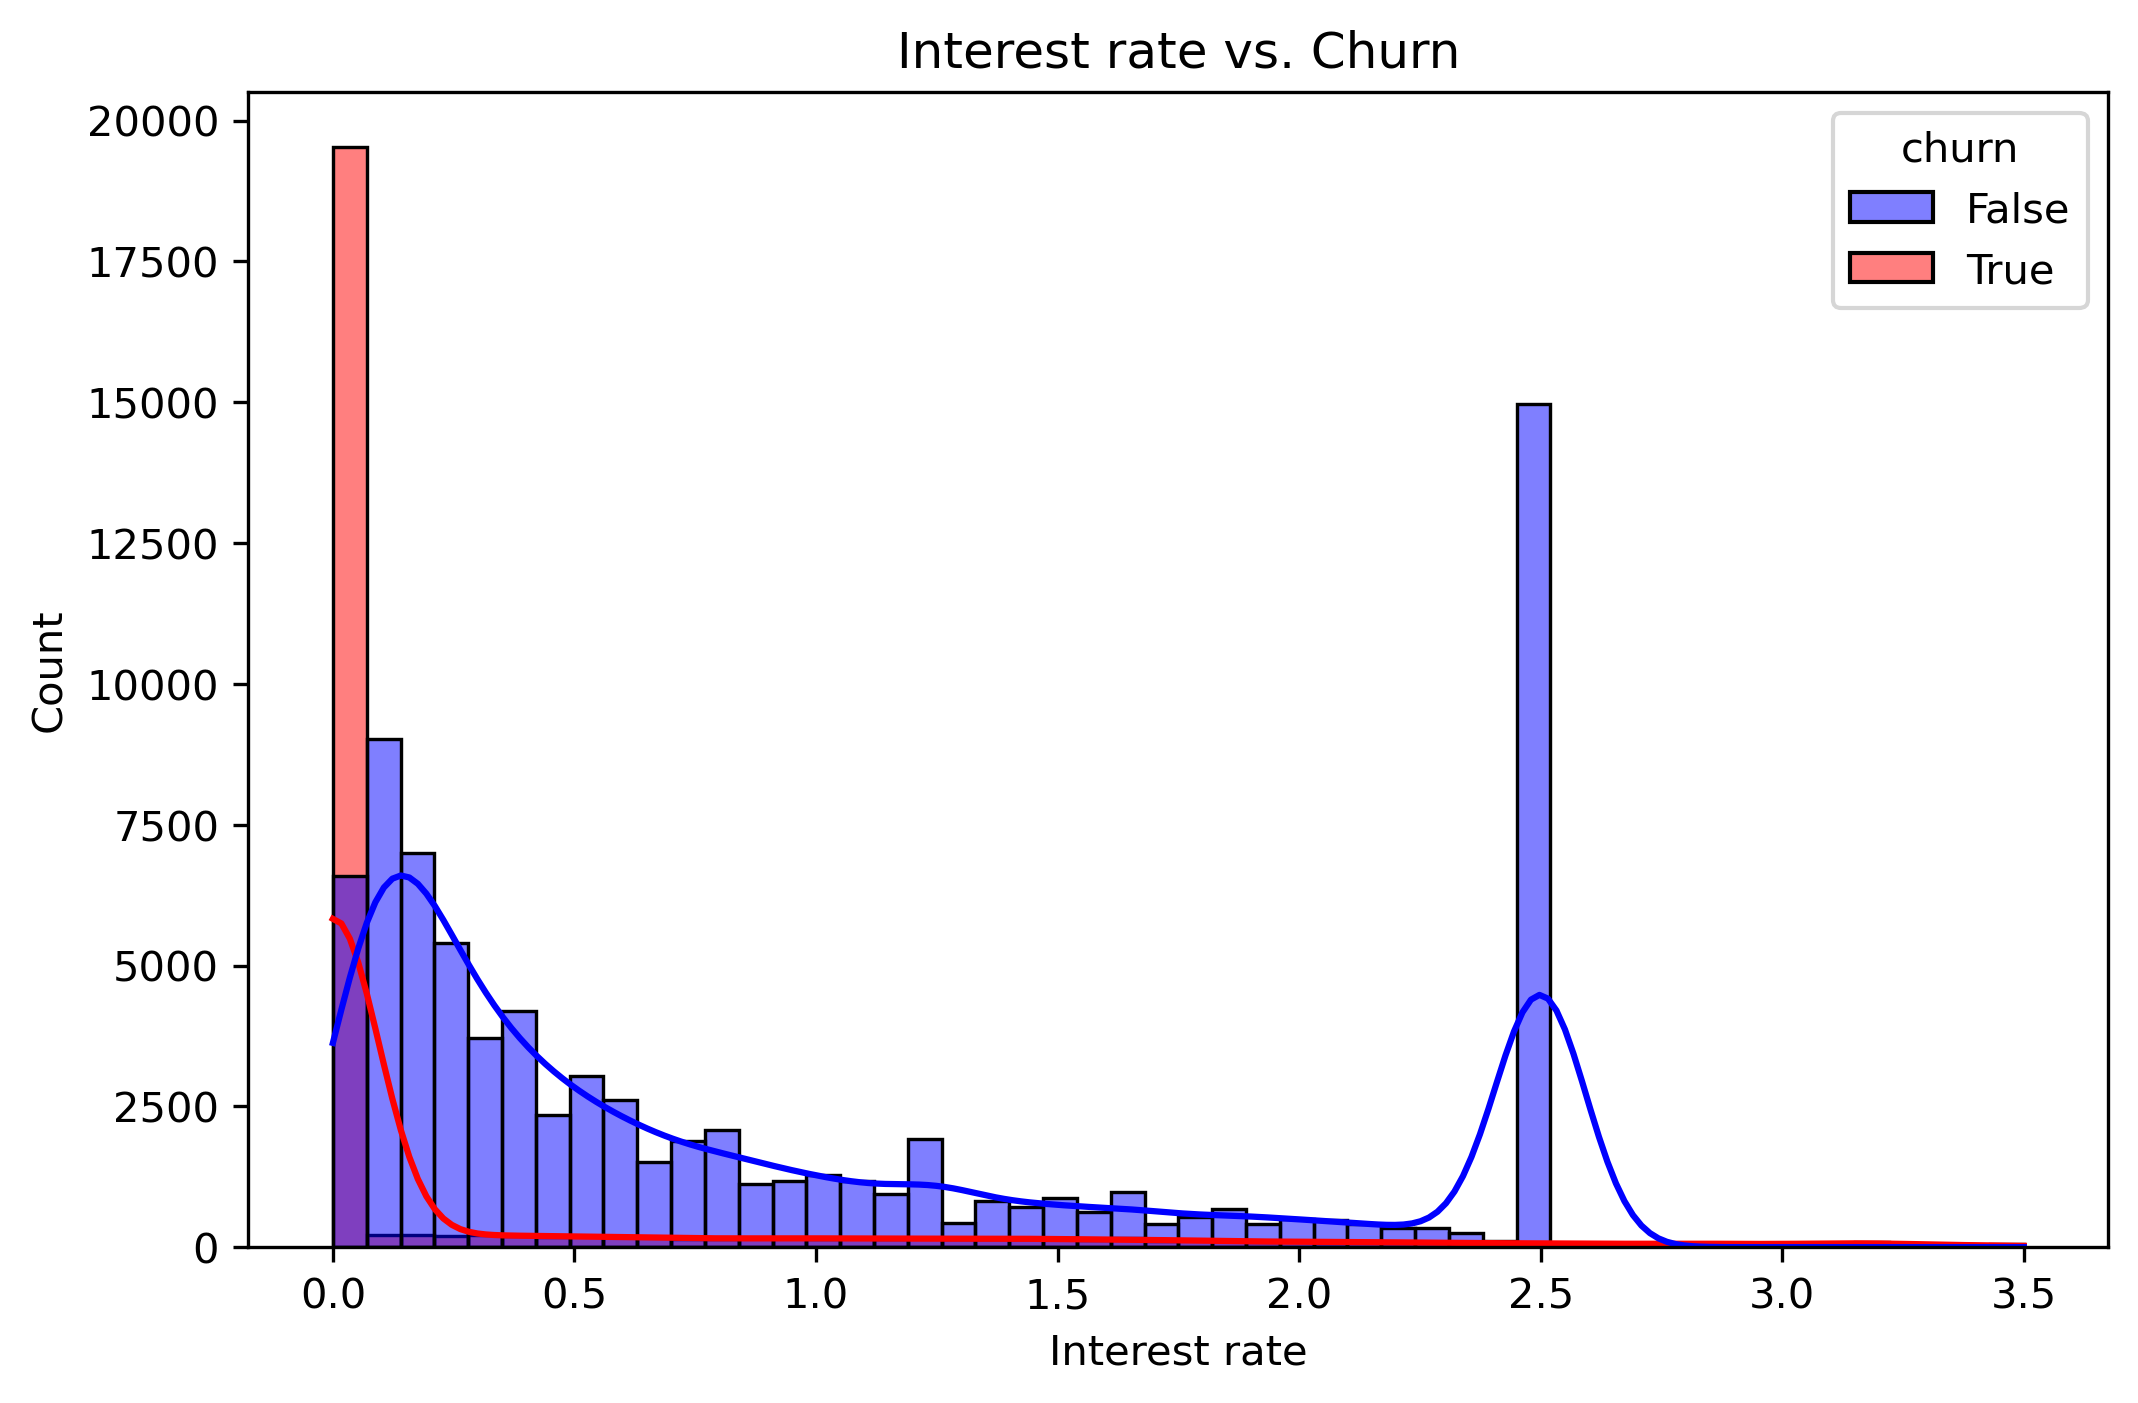 Interest rate vs. Churn
churn
False
True
Count
20000
17500
15000
12500
10000
7500
5000
2500
0
0.0 0.5 1.0 1.5 2.0 2.5 3.0 3.5
Interest rate